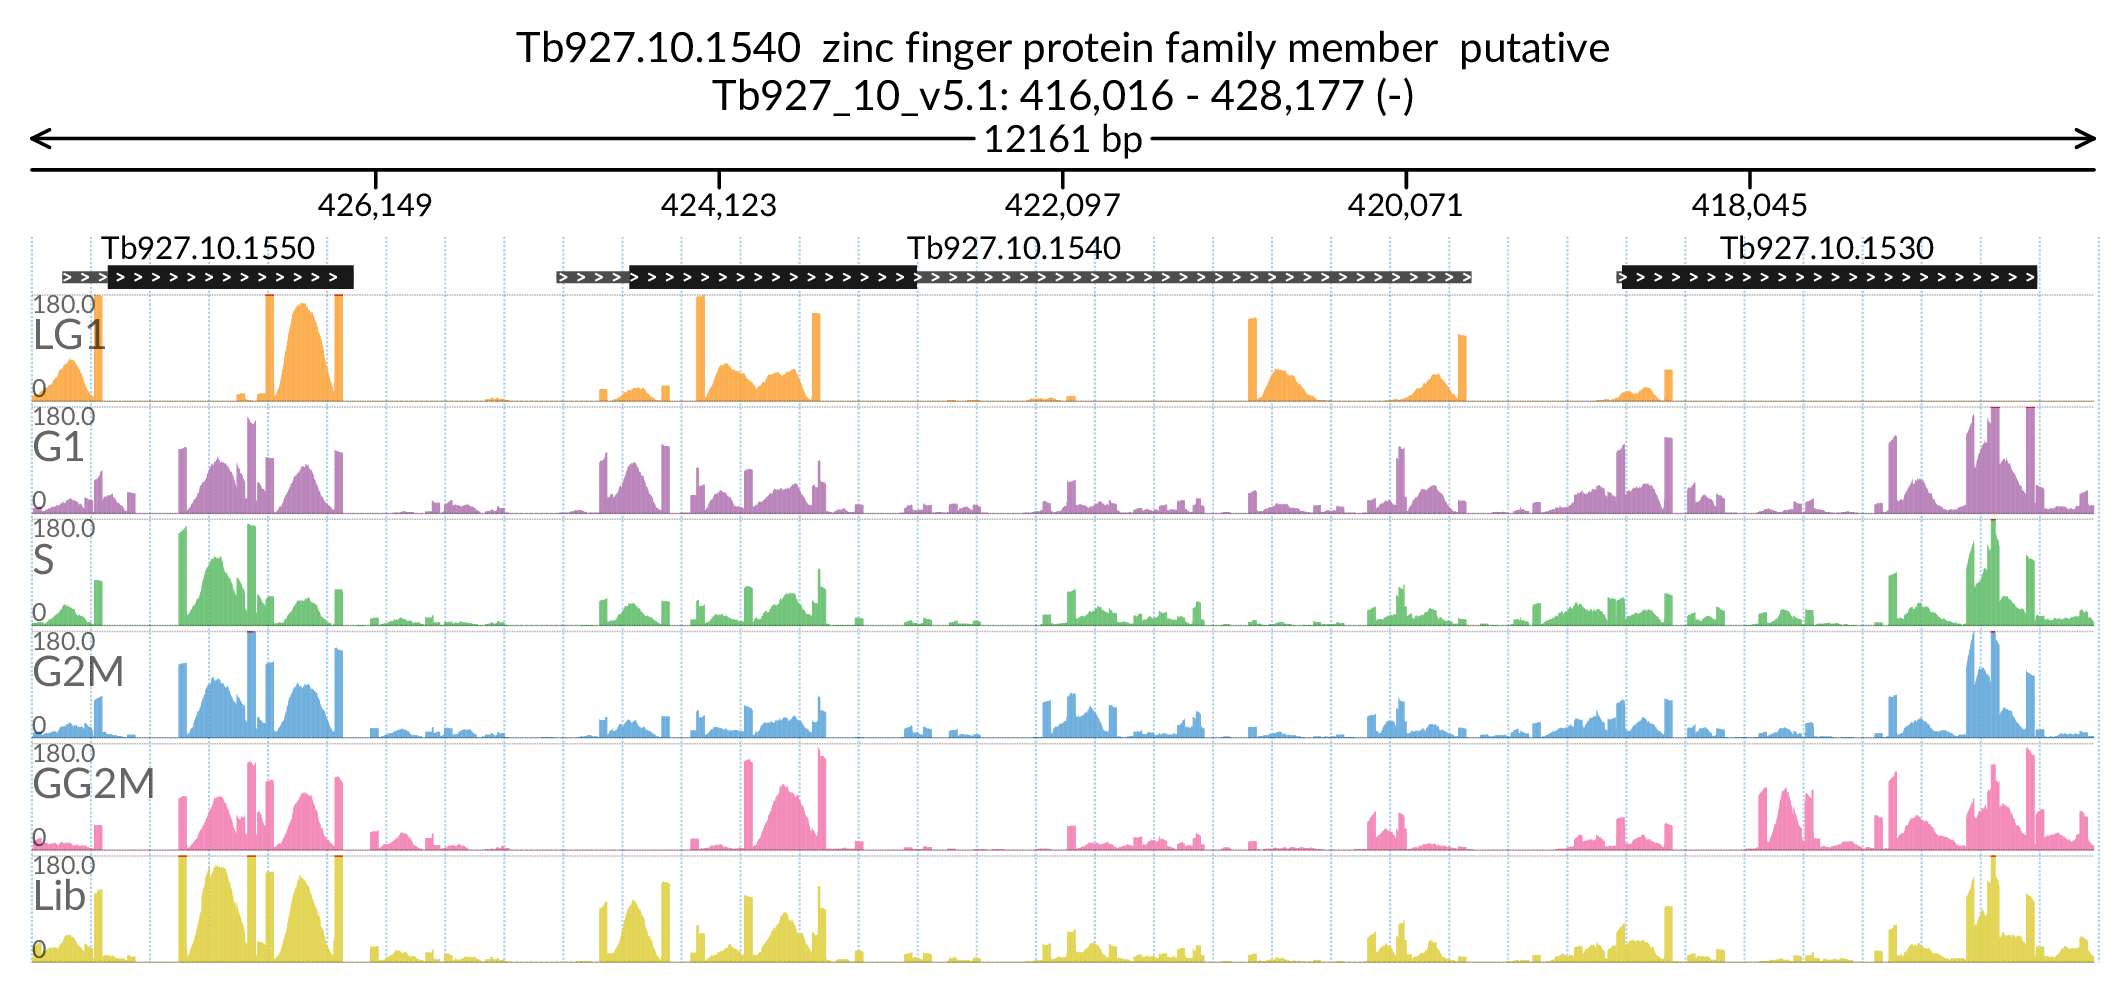 Tb927.10.1540  zinc finger protein family member  putative
Tb927_10_v5.1: 416,016 - 428,177 (-)
12161 bp
426,149 424,123 422,097 420,071 418,045
Tb927.10.1550 Tb927.10.1540 Tb927.10.1530
180.0
LG1
0
180.0
G1
0
180.0
S
0
180.0
G2M
0
180.0
GG2M
0
180.0
Lib
0